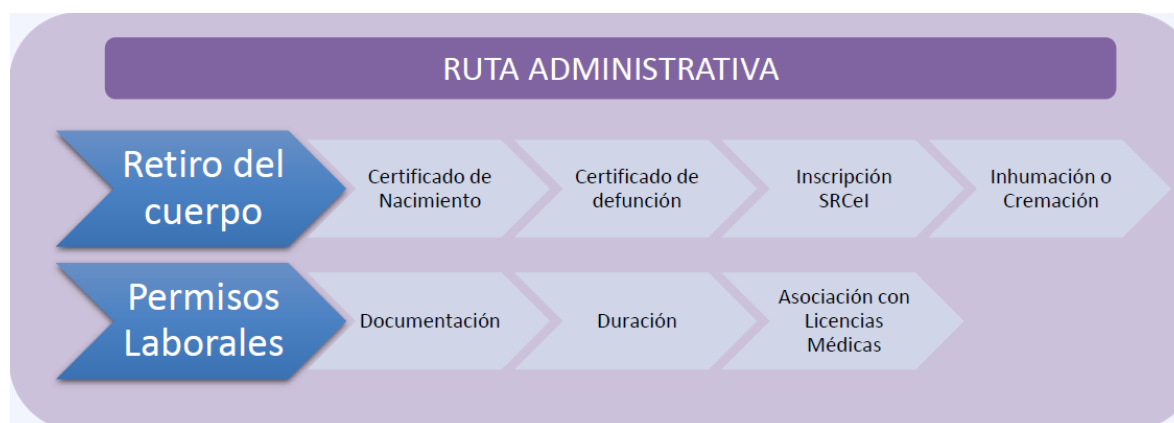 RUTA ADMINISTRATIVA
Retiro del
cuerpo
Certificado de
Nacimiento
Certificado de
defunción
Inscripción
SRCeI
Inhumación o
Cremación
Permisos
Laborales
Documentación
Duración
Asociación con
Licencias
Médicas